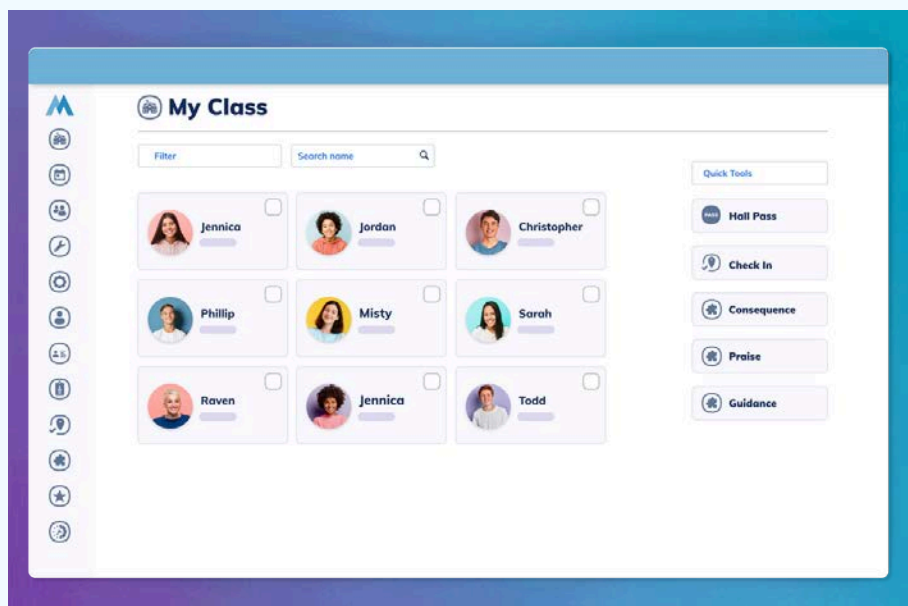 My Class
Filter
Search name
Quick Tools
Jennica
Jordan
Christopher
Phillip
Misty
Sarah
Raven
Jennica
Todd
PASS Hall Pass
Check In
Consequence
Praise
Guidance